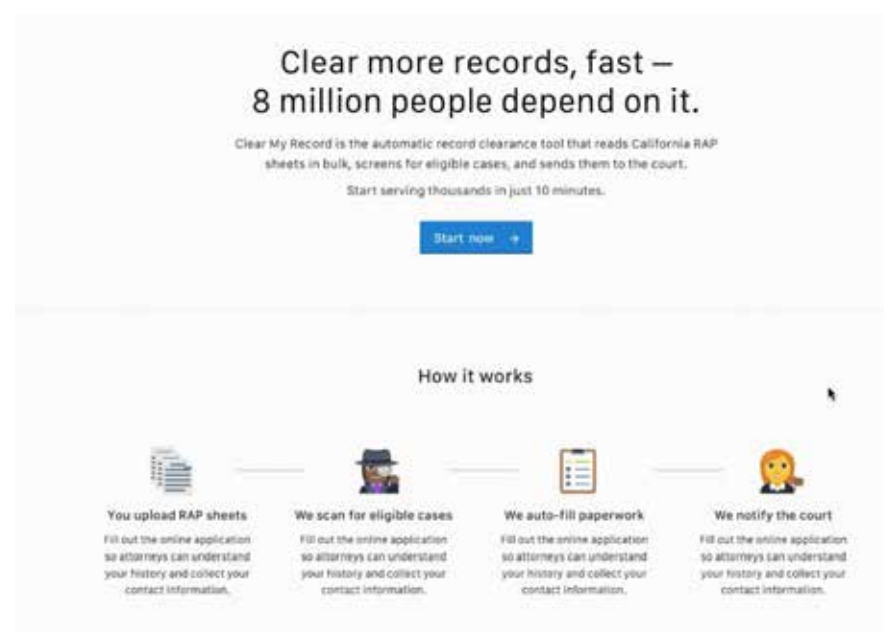 Clear more records, fast —
8 million people depend on it.
Clear My Record is the automatic record clearance tool that reads California RAP
sheets in bulk, screens for eligible cases, and sends them to the court.
Start serving thousands in just 10 minutes.
Start now →
How it works
You upload RAP sheets
Fill out the online application
so attorneys can understand
your history and collect your
contact information.
We scan for eligible cases
Fill out the online application
so attorneys can understand
your history and collect your
contact information.
We auto-fill paperwork
Fill out the online application
so attorneys can understand
your history and collect your
contact information.
We notify the court
Fill out the online application
so attorneys can understand
your history and collect your
contact information.